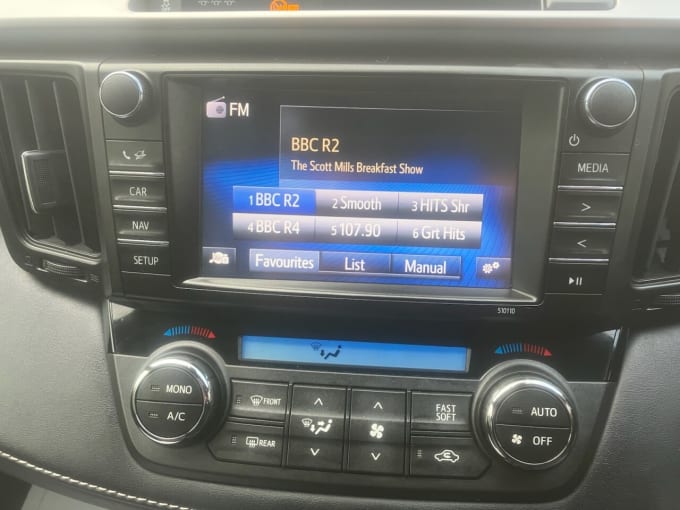 FM
BBC R2
The Scott Mills Breakfast Show
1 BBC R2
2 Smooth
3 HITS Shr
4 BBC R4
5 107.90
6 Grt Hits
Favourites
List
Manual
CAR
NAV
SETUP
MEDIA
>
<
510110
MONO
A/C
FRONT
REAR
FAST
SOFT
AUTO
OFF